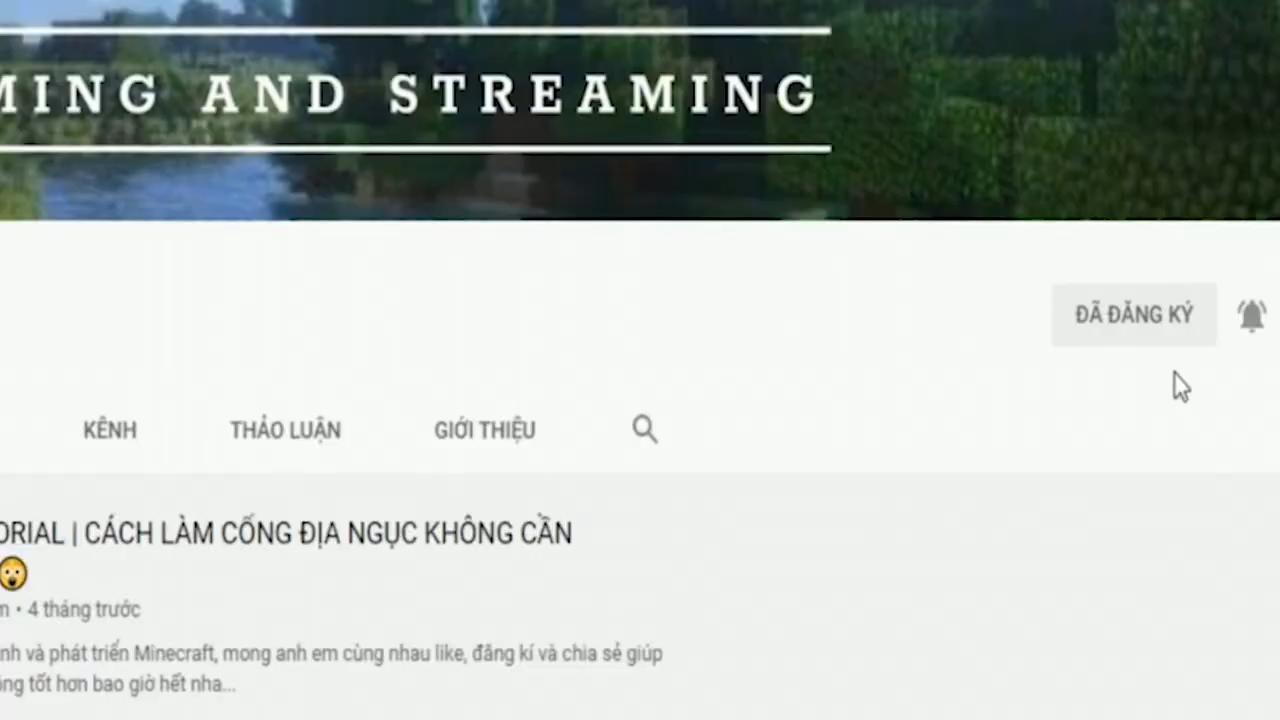 MING AND STREAMING
ĐÃ ĐĂNG KÝ
KÊNH THẢO LUẬN GIỚI THIỆU
ORIAL | CÁCH LÀM CỔNG ĐỊA NGỤC KHÔNG CẦN
m • 4 tháng trước
nh và phát triển Minecraft, mong anh em cùng nhau like, đăng kí và chia sẻ giúp
ộng tốt hơn bao giờ hết nha...